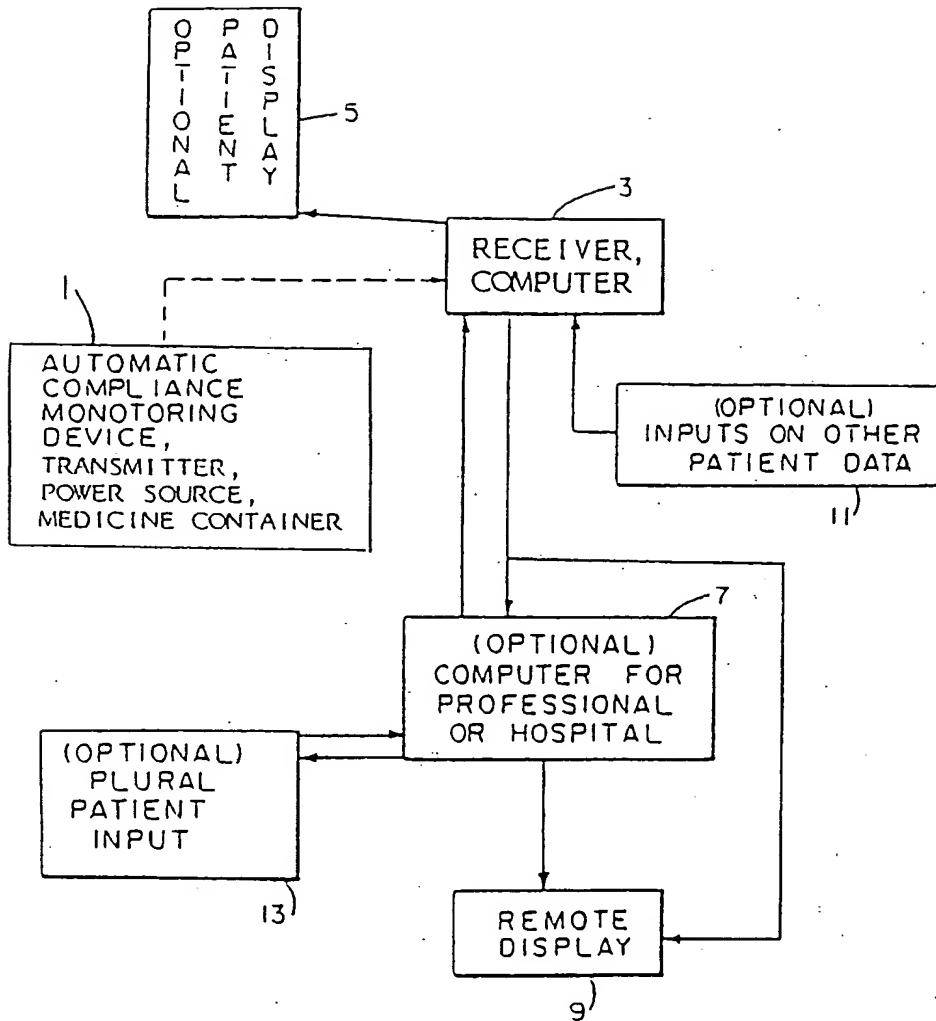 OPTIONAL
PATIENT
DISPLAY
5
3
RECEIVER,
COMPUTER
1
AUTOMATIC
COMPLIANCE
MONOTORING
DEVICE,
TRANSMITTER,
POWER SOURCE,
MEDICINE CONTAINER
(OPTIONAL)
INPUTS ON OTHER
PATIENT DATA
11
7
(OPTIONAL)
COMPUTER FOR
PROFESSIONAL
OR HOSPITAL
(OPTIONAL)
PLURAL
PATIENT
INPUT
13
REMOTE
DISPLAY
9